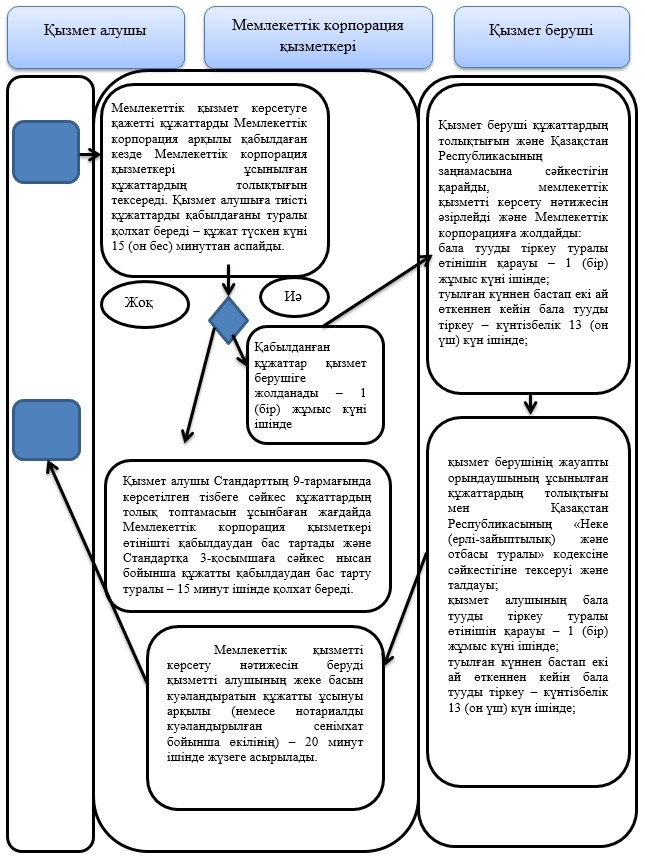 Қызмет алушы
Мемлекеттік корпорация
қызметкері
Қызмет беруші
Мемлекеттік қызмет көрсетуге
қажетті құжаттарды Мемлекеттік
корпорация арқылы қабылдаған
кезде Мемлекеттік корпорация
қызметкері ұсынылған
құжаттардың толықтығын
тексереді. Қызмет алушыға тиісті
құжаттарды қабылдағаны туралы
қолхат береді – құжат түскен күні
15 (он бес) минуттан аспайды.
Жоқ
Иә
Қабылданған
құжаттар қызмет
берушіге
жолданады – 1
(бір) жұмыс күні
ішінде
Қызмет беруші құжаттардың
толықтығын және Қазақстан
Республикасының
заңнамасына сәйкестігін
қарайды, мемлекеттік
қызметті көрсету нәтижесін
әзірлейді және Мемлекеттік
корпорацияға жолдайды:
бала тууды тіркеу туралы
өтінішін қарауы – 1 (бір)
жұмыс күні ішінде;
туылған күннен бастап екі ай
өткеннен кейін бала тууды
тіркеу – күнтізбелік 13 (он
үш) күн ішінде;
Қызмет алушы Стандарттың 9-тармағында
көрсетілген тізбеге сәйкес құжаттардың
толық топтамасын ұсынбаған жағдайда
Мемлекеттік корпорация қызметкері
өтінішті қабылдаудан бас тартады және
Стандартқа 3-қосымшаға сәйкес нысан
бойынша құжатты қабылдаудан бас тарту
туралы – 15 минут ішінде қолхат береді.
қызмет берушінің жауапты
орындаушының ұсынылған
құжаттардың толықтығы
мен Қазақстан
Республикасының «Неке
(ерлі-зайыптылық) және
отбасы туралы» кодексіне
сәйкестігіне тексеруі және
талдауы;
қызмет алушының бала
тууды тіркеу туралы
өтінішін қарауы – 1 (бір)
жұмыс күні ішінде;
туылған күннен бастап екі
ай өткеннен кейін бала
тууды тіркеу – күнтізбелік
13 (он үш) күн ішінде;
Мемлекеттік қызметті
көрсету нәтижесін беруді
қызметті алушының жеке басын
куәландыратын құжатты ұсынуы
арқылы (немесе нотариалды
куәландырылған сенімхат
бойынша өкілінің) – 20 минут
ішінде жүзеге асырылады.